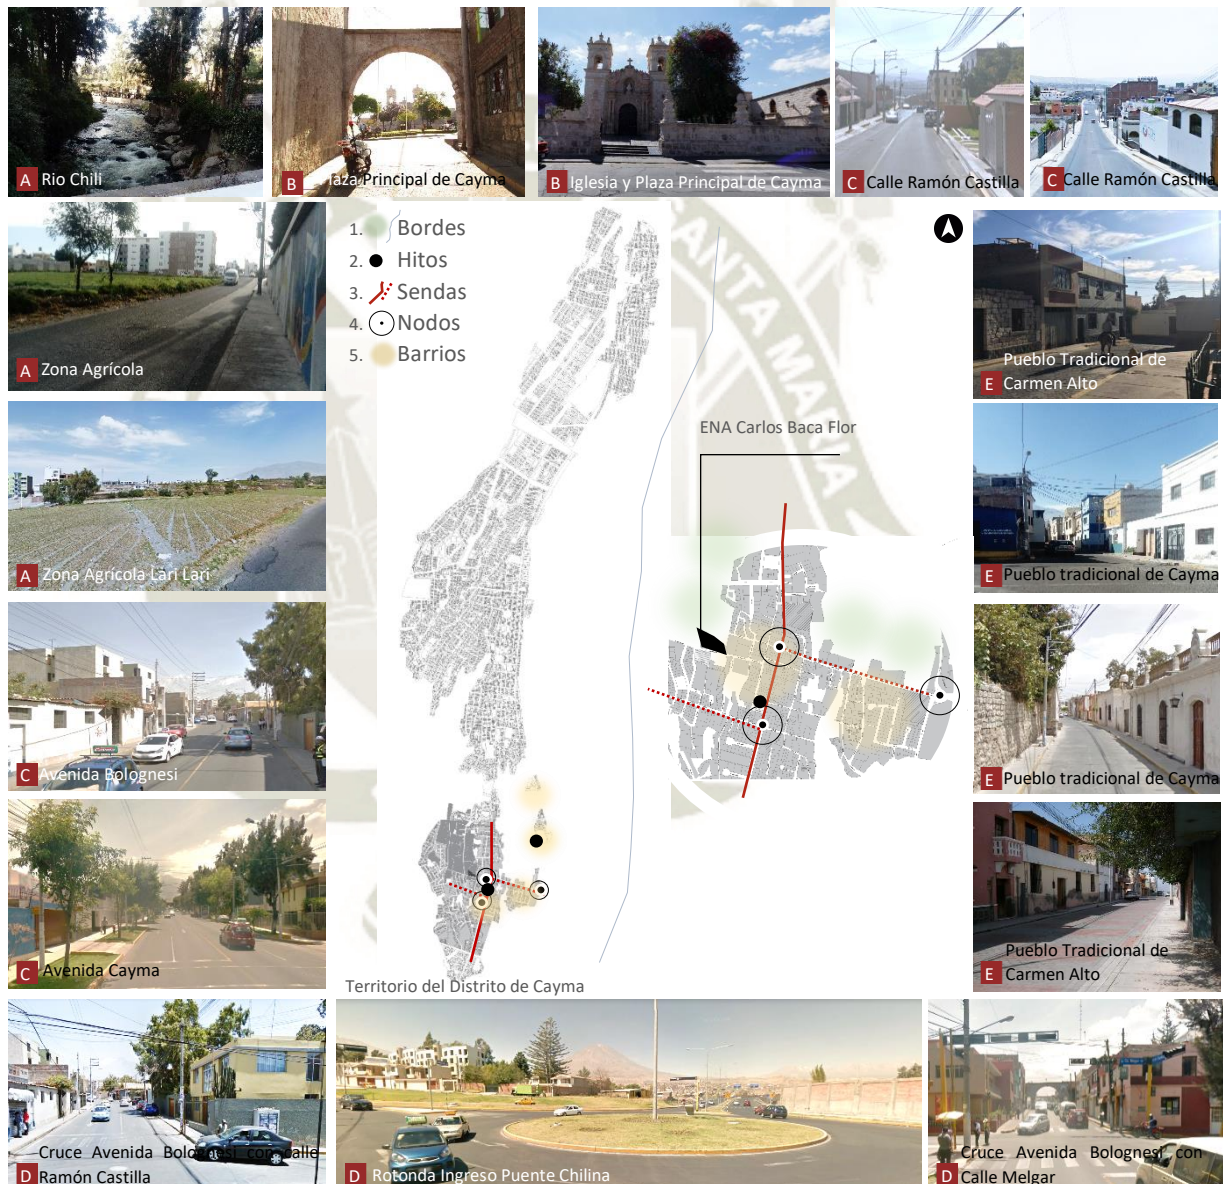 A Rio Chili
B laza Principal de Cayma
B Iglesia y Plaza Principal de Cayma
C Calle Ramón Castilla
C Calle Ramón Castilla
A Zona Agrícola
A Zona Agrícola Lari Lari
C Avenida Bolognesi
C Avenida Cayma
1. Bordes
2. Hitos
3. Sendas
4. Nodos
5. Barrios
SANTA MARIA
ENA Carlos Baca Flor
Territorio del Distrito de Cayma
Pueblo Tradicional de
E Carmen Alto
E Pueblo tradicional de Cayma
E Pueblo tradicional de Cayma
Pueblo Tradicional de
E Carmen Alto
Cruce Avenida Bolognesi con calle
D Ramón Castilla
D Rotonda Ingreso Puente Chilina
Cruce Avenida Bolognesi con
D Calle Melgar